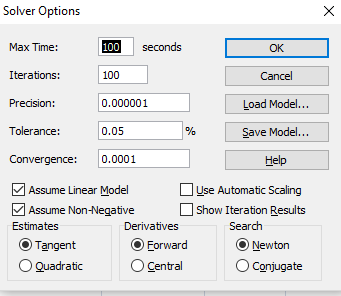 Solver Options
Max Time: 100 seconds OK
Iterations: 100 Cancel
Precision: 0.000001 Load Model...
Tolerance: 0.05 % Save Model...
Convergence: 0.0001 Help
Assume Linear Model Use Automatic Scaling
Assume Non-Negative Show Iteration Results
Estimates Derivatives Search
Tangent Forward Newton
Quadratic Central Conjugate